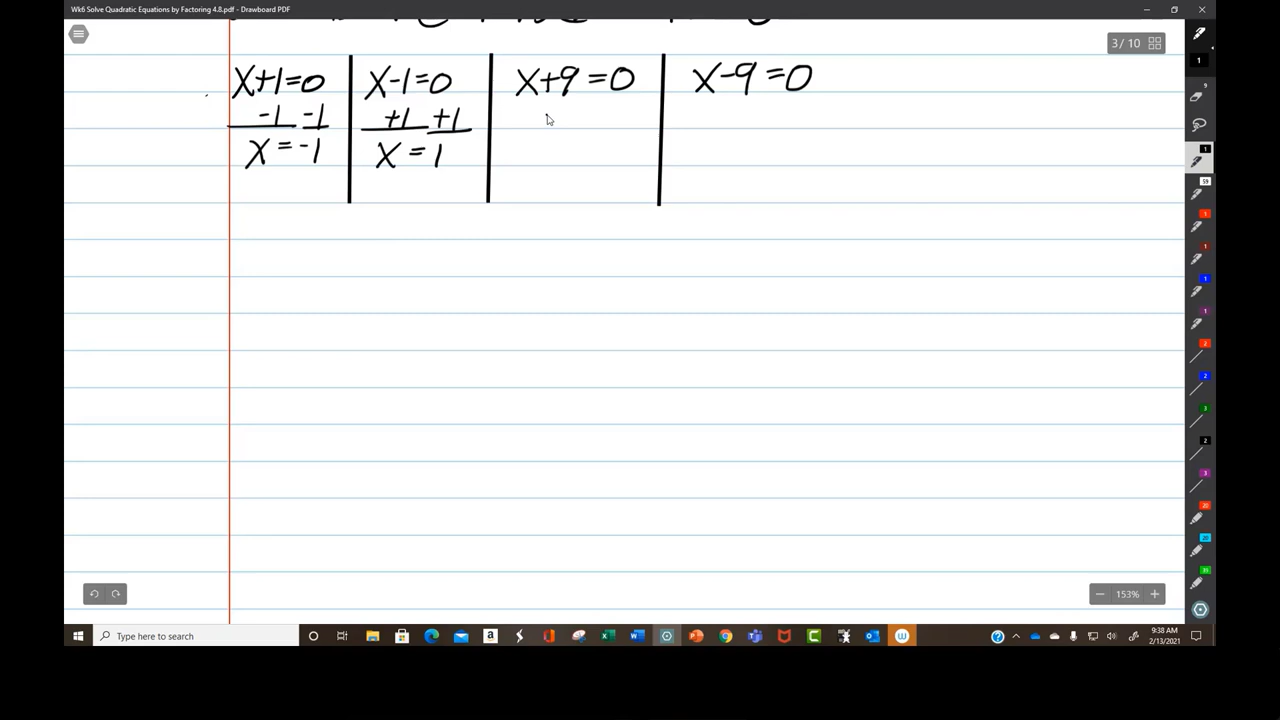 Wk6 Solve Quadratic Equations by Factoring 4.8.pdf - Drawboard PDF
3 / 10
x+1=0
-1 -1
x = -1
x-1=0
+1 +1
x = 1
x+9=0
x-9=0
153%
Type here to search
9:38 AM
2/13/2021